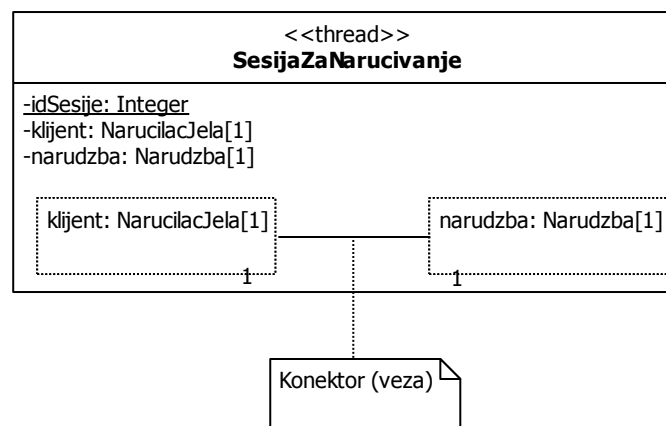 <<thread>>
SesijaZaNarucivanje
-idSesije: Integer
-klijent: NarucilacJela[1]
-narudzba: Narudzba[1]
klijent: NarucilacJela[1]
1
narudzba: Narudzba[1]
1
Konektor (veza)